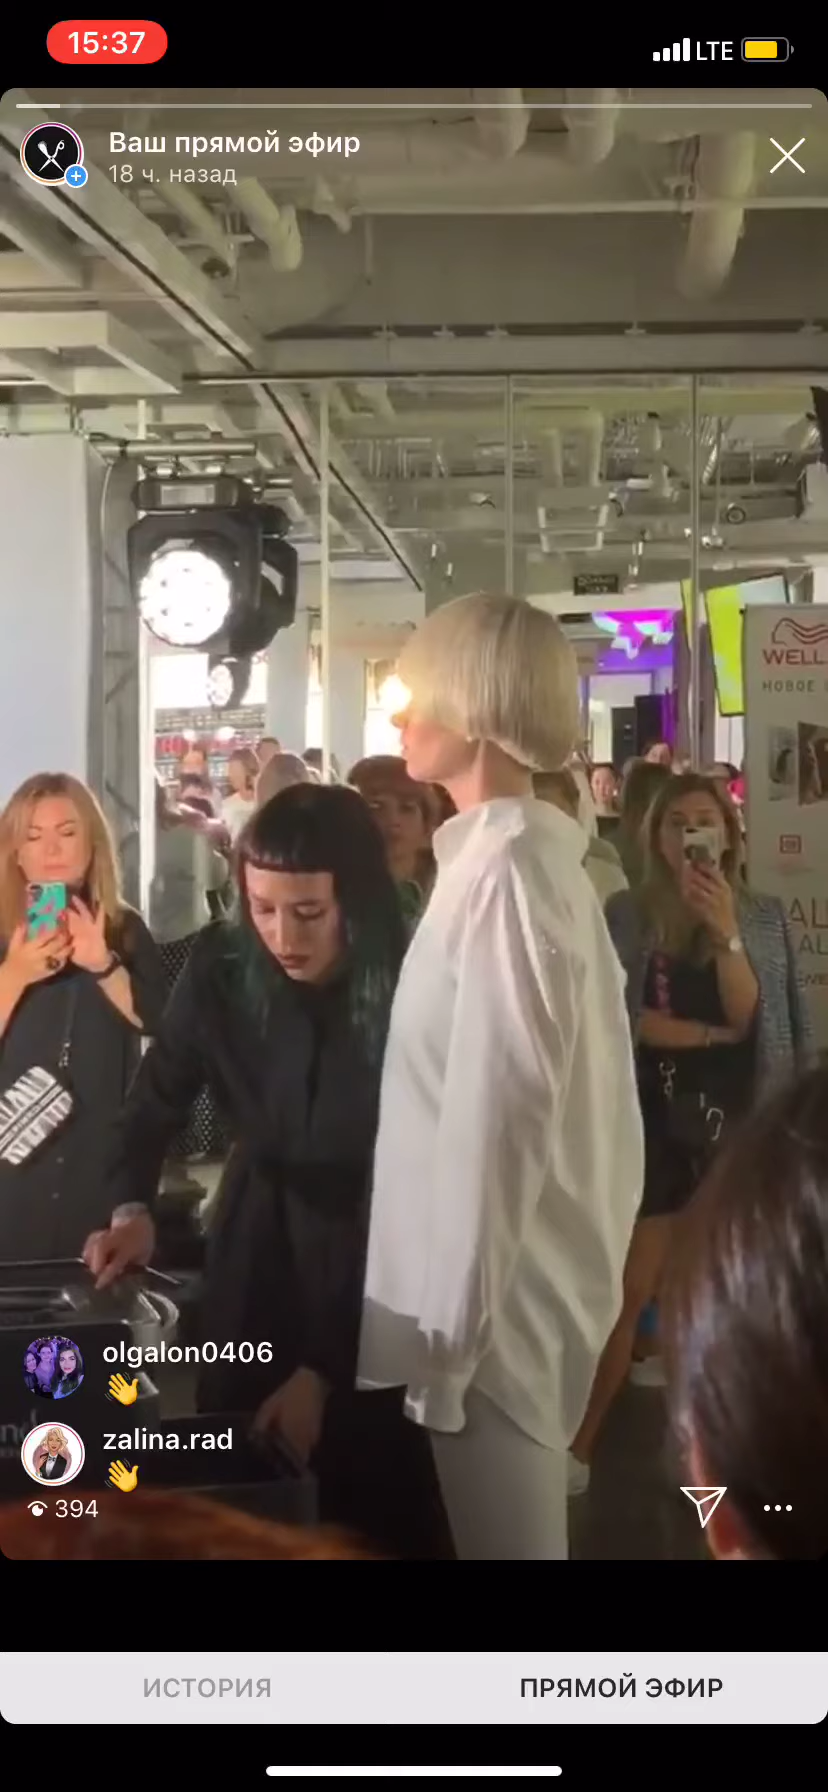 15:37
LTE
Ваш прямой эфир
18 ч. назад
WELL
НОВОЕ
olgalon0406
👋
zalina.rad
👋
394
ИСТОРИЯ
ПРЯМОЙ ЭФИР